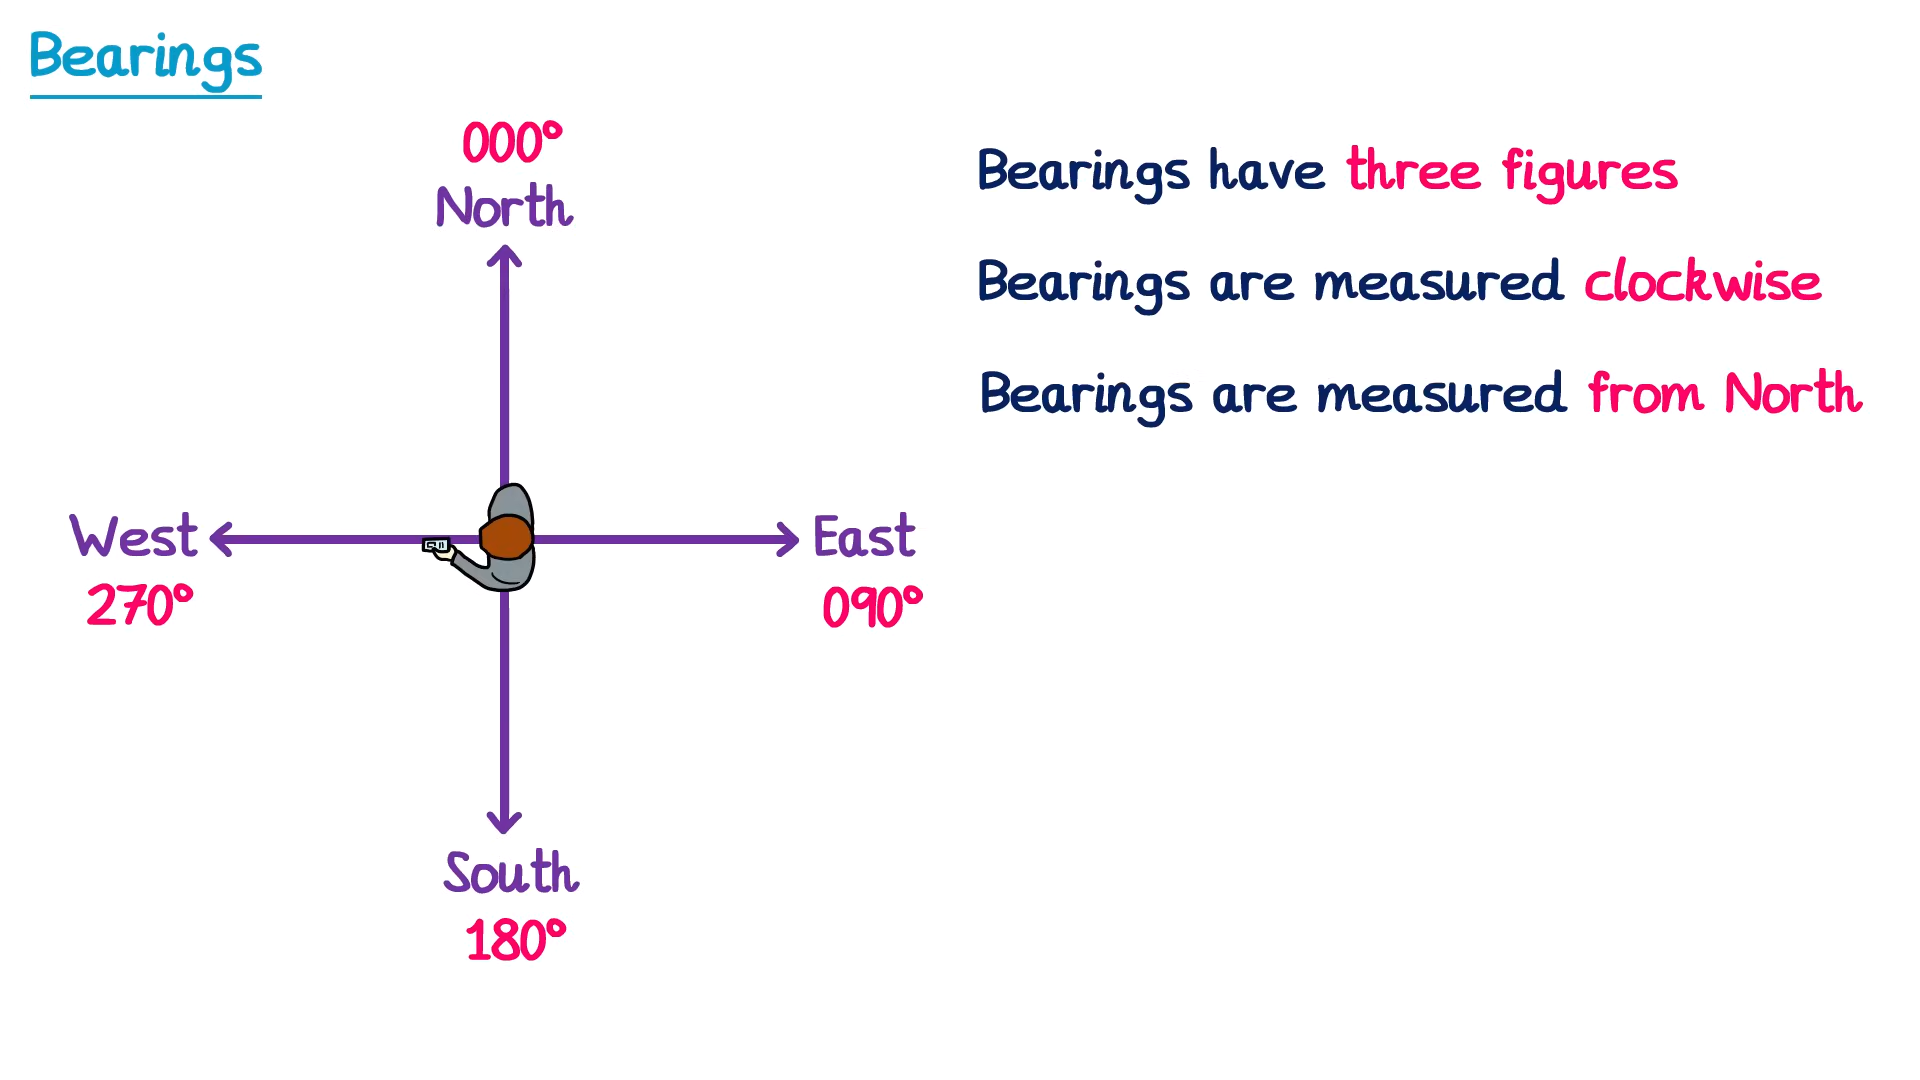 Bearings
000°
North
West
270°
East
090°
South
180°
Bearings have three figures
Bearings are measured clockwise
Bearings are measured from North